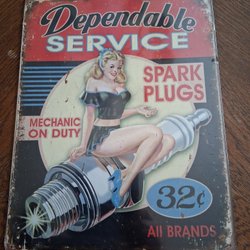 Dependable
SERVICE
SPARK
PLUGS
MECHANIC
ON DUTY
32¢
All BRANDS